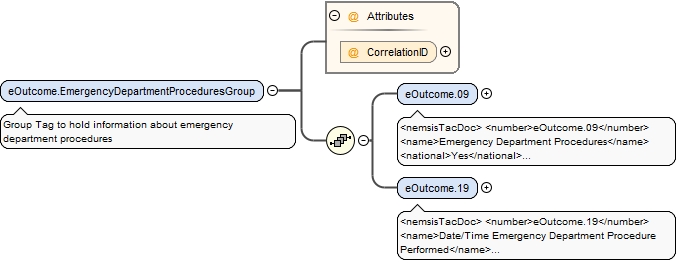 Attributes
@ CorrelationID
eOutcome.EmergencyDepartmentProceduresGroup
Group Tag to hold information about emergency
department procedures
eOutcome.09
<nemsisTacDoc> <number>eOutcome.09</number>
<name>Emergency Department Procedures</name>
<national>Yes</national>...
eOutcome.19
<nemsisTacDoc> <number>eOutcome.19</number>
<name>Date/Time Emergency Department Procedure
Performed</name>...